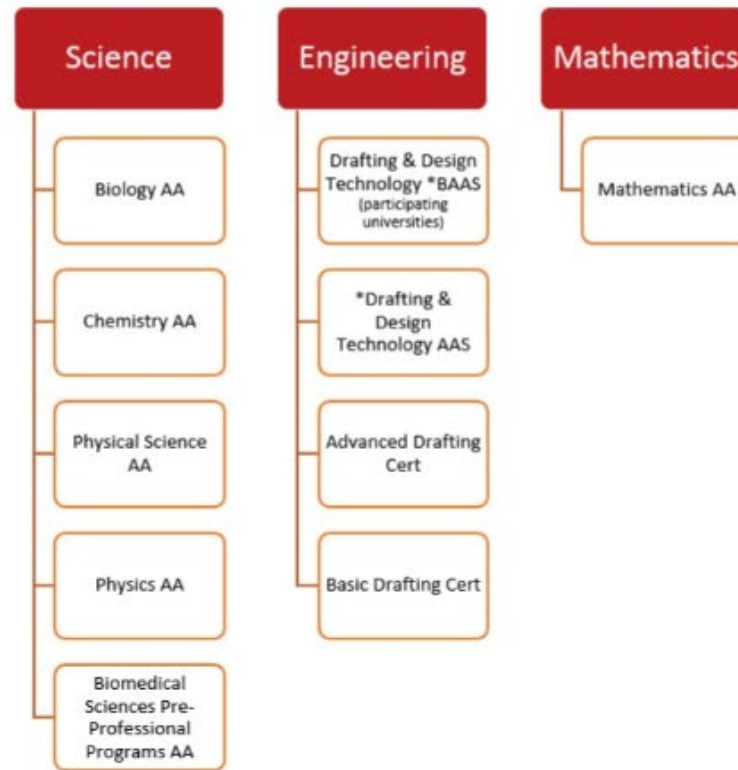 Science
Biology AA
Chemistry AA
Physical Science
AA
Physics AA
Biomedical
Sciences Pre-
Professional
Programs AA
Engineering
Drafting & Design
Technology *BAAS
(participating
universities)
*Drafting &
Design
Technology AAS
Advanced Drafting
Cert
Basic Drafting Cert
Mathematics
Mathematics AA